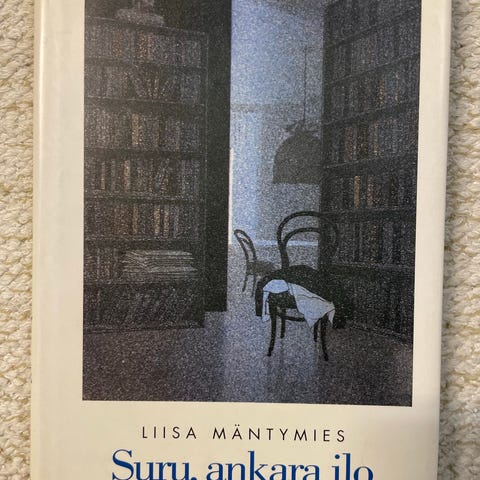 LIISA MÄNTYMIES
Suru, ankara ilo